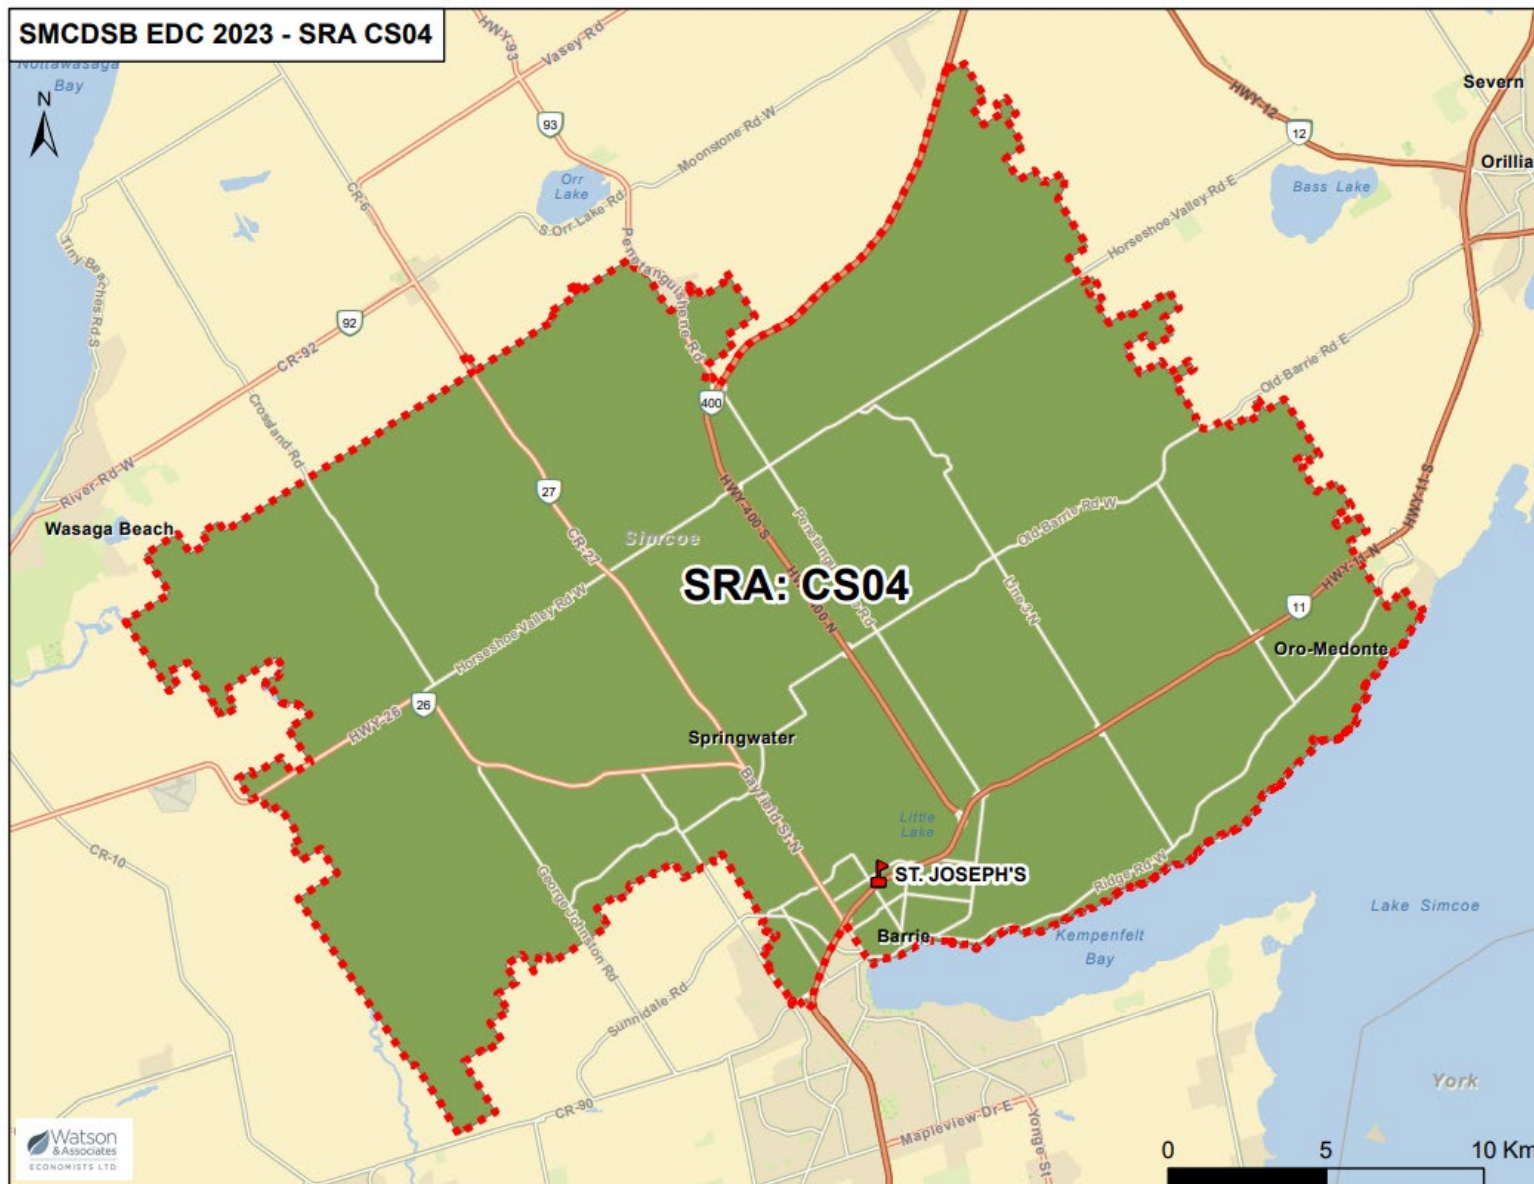 SMCDSB EDC 2023 - SRA CS04
Nottawasaga
Bay
N
HWY-93
Vasey Rd
93
CR-6
Moonstone Rd W
Orr
Lake
S Orr Lake Rd
HWY-12
12
Severn
Orillia
Bass Lake
Horseshoe Valley Rd E
Tiny Beaches Rd S
Penetanguishene Rd
92
CR-92
Crossland Rd
400
Old Barrie Rd E
River Rd W
Wasaga Beach
27
CR-27
HWY-400-S
Simcoe
Old Barrie Rd W
HWY-11-S
HWY-11-N
11
SRA: CS04
Line 3 N
Horseshoe Valley Rd W
Oro-Medonte
26
HWY-26
Springwater
Bayfield St N
Little
Lake
CR-10
George Johnston Rd
ST. JOSEPH'S
Ridge Rd W
Barrie
Kempenfelt
Bay
Lake Simcoe
Sunnidale Rd
CR-90
Mapleview Dr E
Yonge St
York
Watson
& Associates
ECONOMISTS LTD.
0 5 10 Km